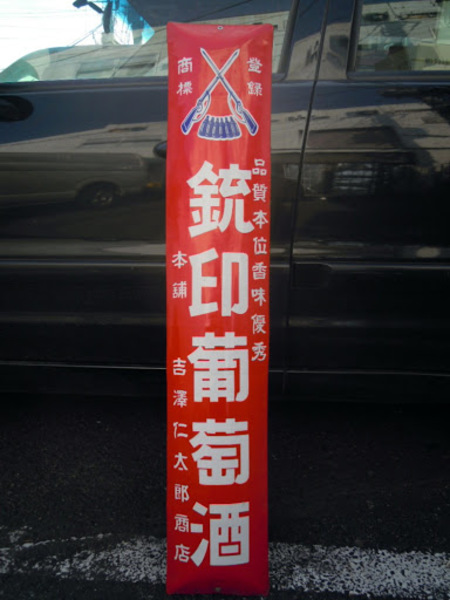 登録
商標
品質本位香味優秀
銃印葡萄酒
本舗 吉澤仁太郎商店